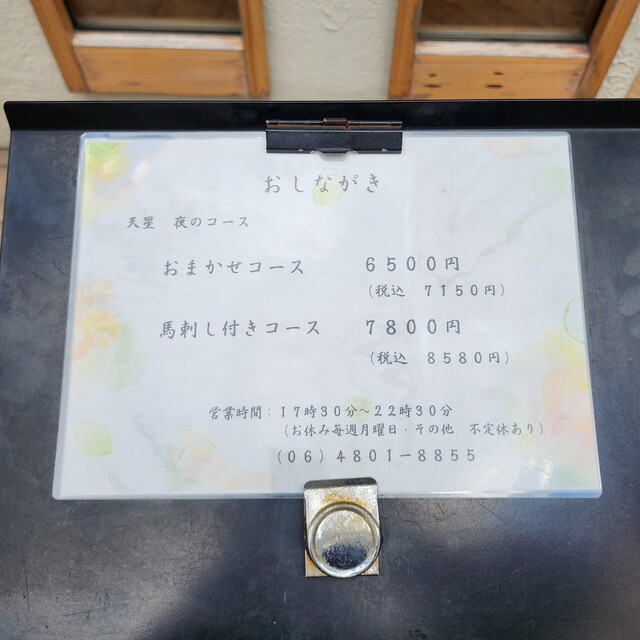 おしながき
天星　夜のコース
おまかせコース　６５００円
（税込　７１５０円）
馬刺し付きコース　７８００円
（税込　８５８０円）
営業時間：１７時３０分〜２２時３０分
（お休み毎週月曜日・その他　不定休あり）
（０６）４８０１－８８５５